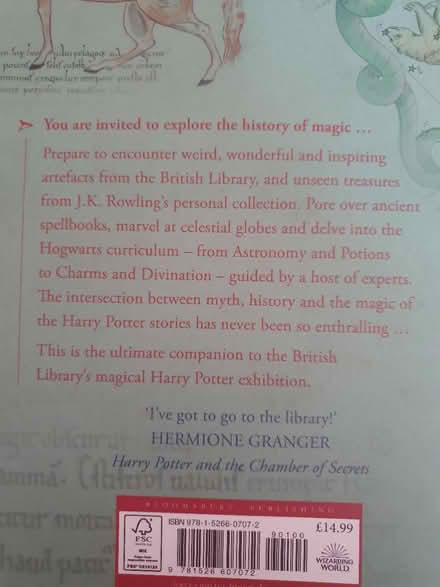 You are invited to explore the history of magic ...
Prepare to encounter weird, wonderful and inspiring
artefacts from the British Library, and unseen treasures
from J.K. Rowling's personal collection. Pore over ancient
spellbooks, marvel at celestial globes and delve into the
Hogwarts curriculum – from Astronomy and Potions
to Charms and Divination – guided by a host of experts.
The intersection between myth, history and the magic of
the Harry Potter stories has never been so enthralling ...
This is the ultimate companion to the British
Library's magical Harry Potter exhibition.
'I've got to go to the library!'
HERMIONE GRANGER
Harry Potter and the Chamber of Secrets
BLOOMSBURY PUBLISHING
ISBN 978-1-5266-0707-2
90100
£14.99
FSC
MIX
9 781526 607072
WIZARDING
WORLD